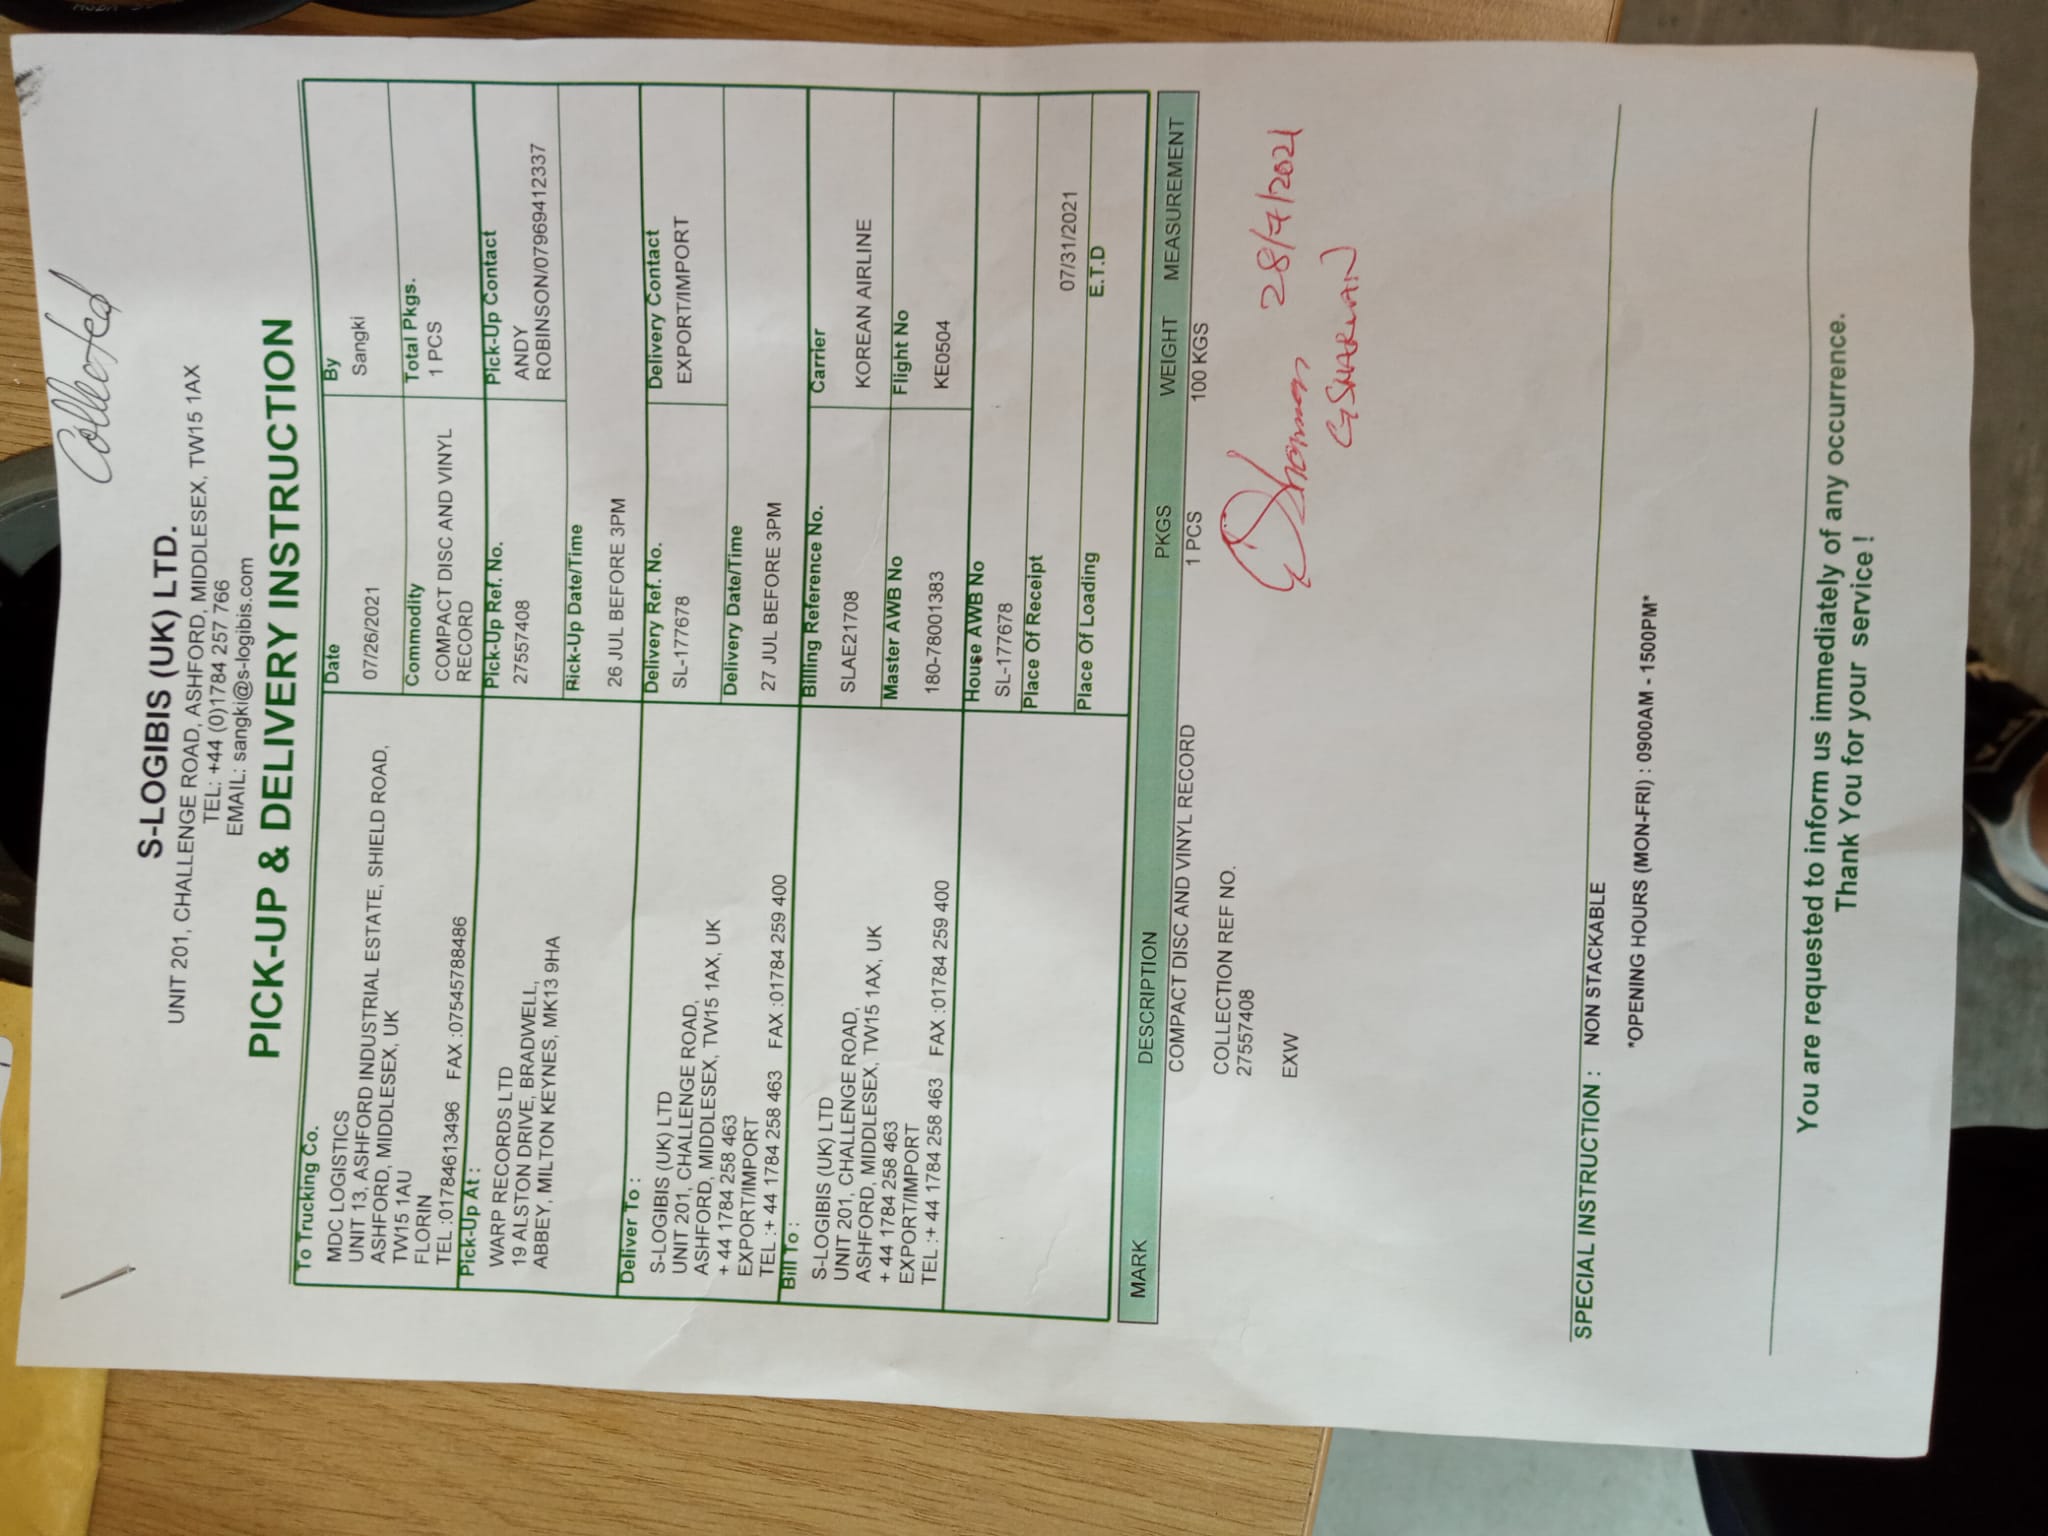 Collected
S-LOGIBIS (UK) LTD.
UNIT 201, CHALLENGE ROAD, ASHFORD, MIDDLESEX, TW15 1AX
TEL: +44 (0)1784 257 766
EMAIL: sangki@s-logibis.com
PICK-UP & DELIVERY INSTRUCTION
To Trucking Co.
MDC LOGISTICS
UNIT 13, ASHFORD INDUSTRIAL ESTATE, SHIELD ROAD,
ASHFORD, MIDDLESEX, UK
TW15 1AU
FLORIN
TEL :01784613496 FAX :07545788486
Date
07/26/2021
By
Sangki
Commodity
COMPACT DISC AND VINYL
RECORD
Total Pkgs.
1 PCS
Pick-Up At :
WARP RECORDS LTD
19 ALSTON DRIVE, BRADWELL,
ABBEY, MILTON KEYNES, MK13 9HA
Pick-Up Ref. No.
27557408
Pick-Up Contact
ANDY
ROBINSON/07969412337
Rick-Up Date/Time
26 JUL BEFORE 3PM
Deliver To :
S-LOGIBIS (UK) LTD
UNIT 201, CHALLENGE ROAD,
ASHFORD, MIDDLESEX, TW15 1AX, UK
+ 44 1784 258 463
EXPORT/IMPORT
TEL :+ 44 1784 258 463 FAX :01784 259 400
Delivery Ref. No.
SL-177678
Delivery Contact
EXPORT/IMPORT
Delivery Date/Time
27 JUL BEFORE 3PM
Bill To :
S-LOGIBIS (UK) LTD
UNIT 201, CHALLENGE ROAD,
ASHFORD, MIDDLESEX, TW15 1AX, UK
+ 44 1784 258 463
EXPORT/IMPORT
TEL :+ 44 1784 258 463 FAX :01784 259 400
Billing Reference No.
SLAE21708
Carrier
KOREAN AIRLINE
Master AWB No
180-78001383
Flight No
KE0504
House AWB No
SL-177678
Place Of Receipt
07/31/2021
Place Of Loading E.T.D
MARK DESCRIPTION PKGS WEIGHT MEASUREMENT
COMPACT DISC AND VINYL RECORD 1 PCS 100 KGS
COLLECTION REF NO.
27557408
EXW
28/7/2021
G SHARMAN
SPECIAL INSTRUCTION : NON STACKABLE
*OPENING HOURS (MON-FRI) : 0900AM - 1500PM*
You are requested to inform us immediately of any occurrence.
Thank You for your service !